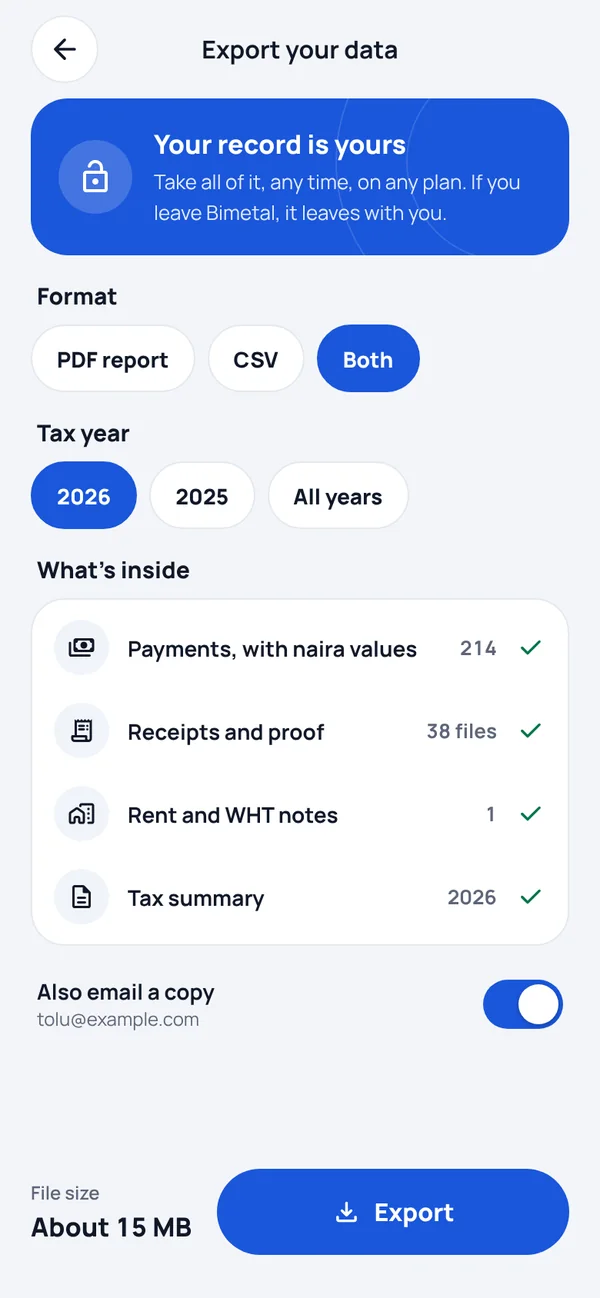 Export your data
Your record is yours
Take all of it, any time, on any plan. If you
leave Bimetal, it leaves with you.
Format
PDF report
CSV
Both
Tax year
2026
2025
All years
What’s inside
Payments, with naira values 214
Receipts and proof 38 files
Rent and WHT notes 1
Tax summary 2026
Also email a copy
tolu@example.com
File size
About 15 MB
Export